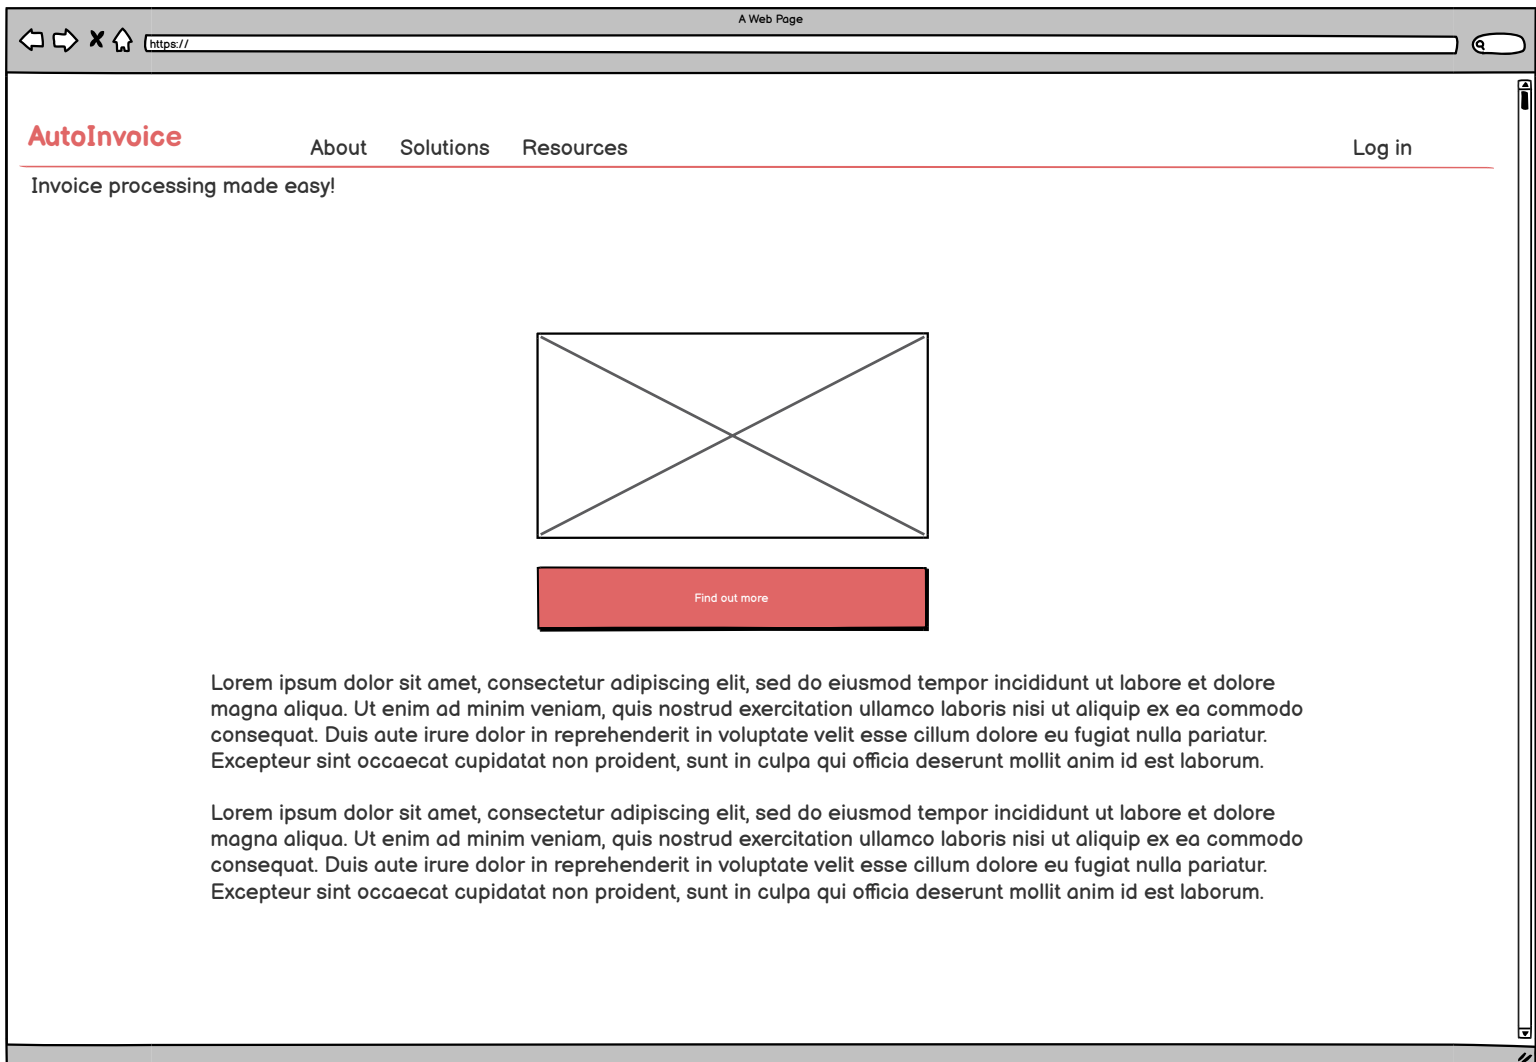 A Web Page
https://
AutoInvoice
About Solutions Resources Log in
Invoice processing made easy!
Find out more
Lorem ipsum dolor sit amet, consectetur adipiscing elit, sed do eiusmod tempor incididunt ut labore et dolore
magna aliqua. Ut enim ad minim veniam, quis nostrud exercitation ullamco laboris nisi ut aliquip ex ea commodo
consequat. Duis aute irure dolor in reprehenderit in voluptate velit esse cillum dolore eu fugiat nulla pariatur.
Excepteur sint occaecat cupidatat non proident, sunt in culpa qui officia deserunt mollit anim id est laborum.
Lorem ipsum dolor sit amet, consectetur adipiscing elit, sed do eiusmod tempor incididunt ut labore et dolore
magna aliqua. Ut enim ad minim veniam, quis nostrud exercitation ullamco laboris nisi ut aliquip ex ea commodo
consequat. Duis aute irure dolor in reprehenderit in voluptate velit esse cillum dolore eu fugiat nulla pariatur.
Excepteur sint occaecat cupidatat non proident, sunt in culpa qui officia deserunt mollit anim id est laborum.